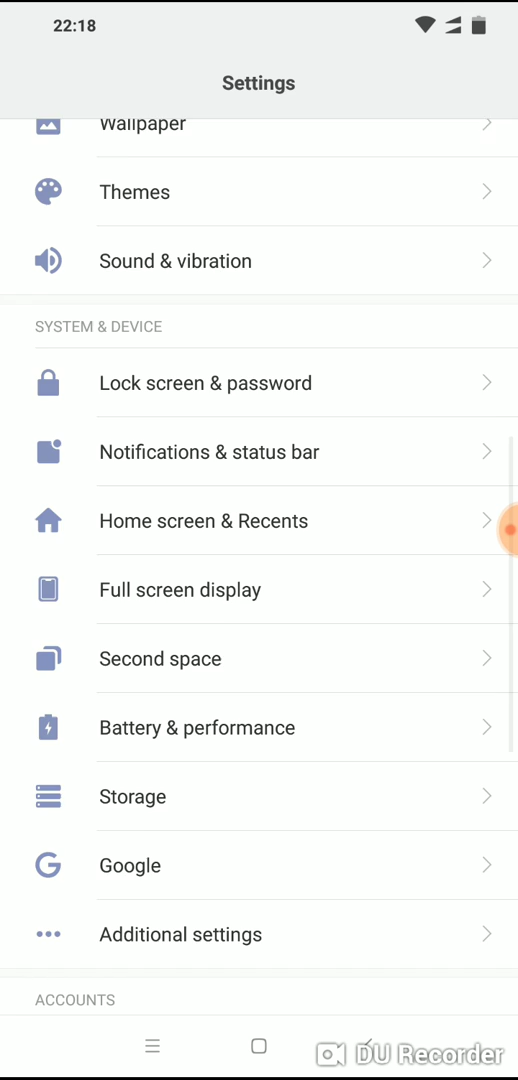 22:18
Settings
Wallpaper
Themes
Sound & vibration
SYSTEM & DEVICE
Lock screen & password
Notifications & status bar
Home screen & Recents
Full screen display
Second space
Battery & performance
Storage
Google
Additional settings
ACCOUNTS
DU Recorder